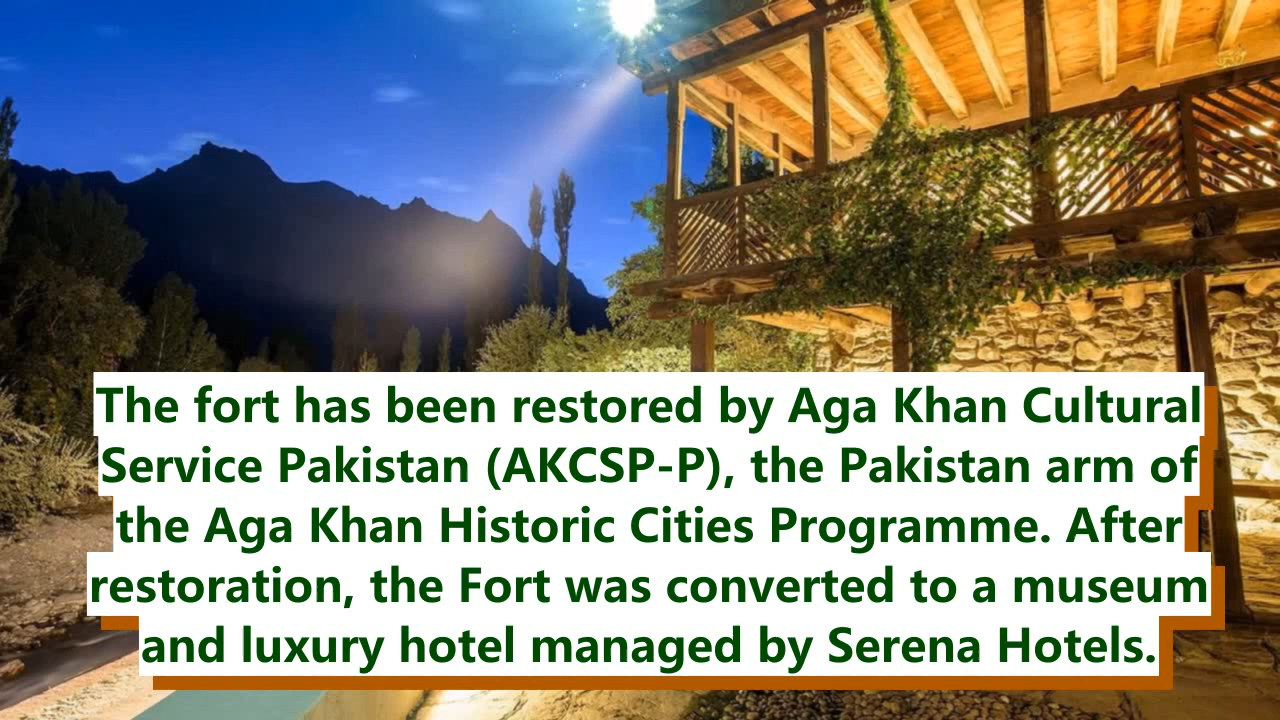 The fort has been restored by Aga Khan Cultural
Service Pakistan (AKCSP-P), the Pakistan arm of
the Aga Khan Historic Cities Programme. After
restoration, the Fort was converted to a museum
and luxury hotel managed by Serena Hotels.